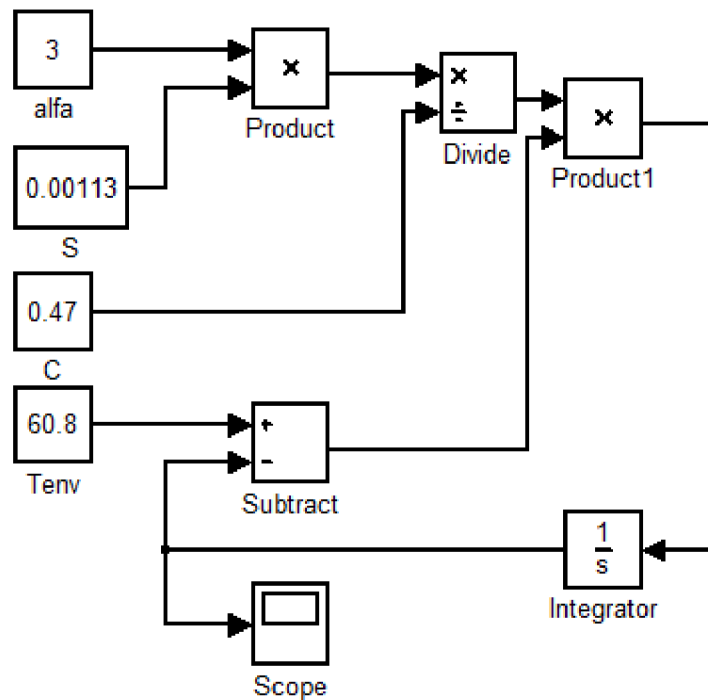 3
alfa
×
Product
×
÷
Divide
×
Product1
0.00113
S
0.47
C
60.8
Tenv
+
−
Subtract
1
s
Integrator
Scope